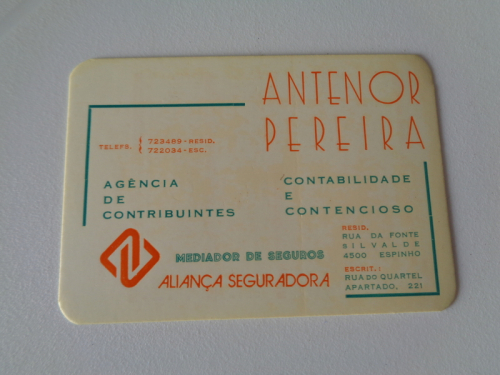 ANTENOR
PEREIRA
TELEFS. { 723489 - RESID.
722034 - ESC.
AGÊNCIA
DE
CONTRIBUINTES
CONTABILIDADE
E
CONTENCIOSO
MEDIADOR DE SEGUROS
ALIANÇA SEGURADORA
RESID.
RUA DA FONTE
SILVALDE
4500 ESPINHO
ESCRIT.:
RUA DO QUARTEL
APARTADO, 221